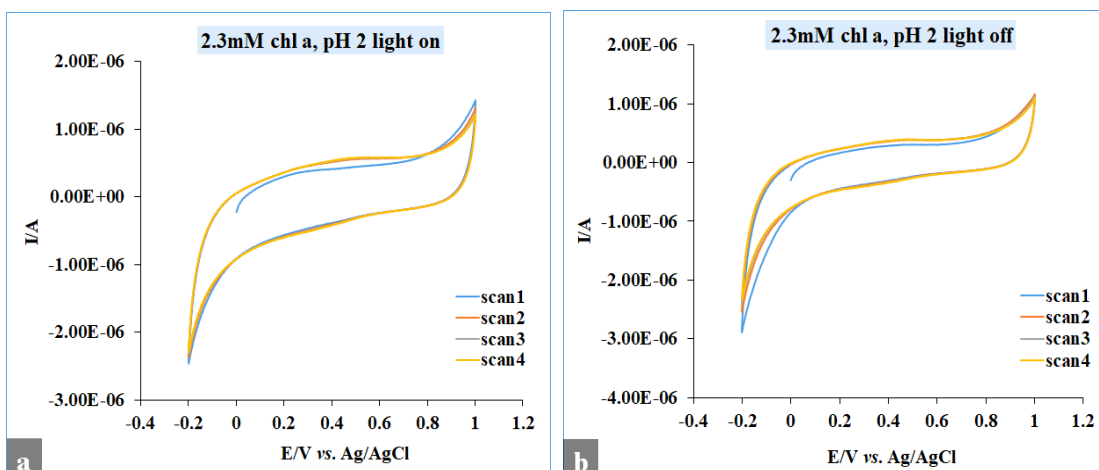 2.3mM chl a, pH 2 light on
2.00E-06
1.00E-06
0.00E+00
-1.00E-06
-2.00E-06
-3.00E-06
I/A
-0.4 -0.2 0 0.2 0.4 0.6 0.8 1 1.2
E/V vs. Ag/AgCl
scan1
scan2
scan3
scan4
a
2.3mM chl a, pH 2 light off
2.00E-06
1.00E-06
0.00E+00
-1.00E-06
-2.00E-06
-3.00E-06
-4.00E-06
I/A
-0.4 -0.2 0 0.2 0.4 0.6 0.8 1 1.2
E/V vs. Ag/AgCl
scan1
scan2
scan3
scan4
b